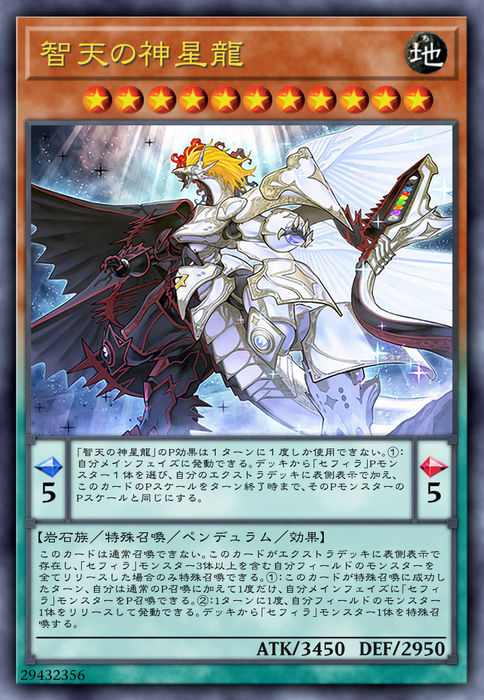 智天の神星龍
ち
地
「智天の神星龍」のP効果は1ターンに1度しか使用できない。①：
自分メインフェイズに発動できる。デッキから「セフィラ」Pモン
スター1体を選び、自分のエクストラデッキに表側表示で加え、
このカードのPスケールをターン終了時まで、そのPモンスターの
Pスケールと同じにする。
5
5
【岩石族／特殊召喚／ペンデュラム／効果】
このカードは通常召喚できない。このカードがエクストラデッキに表側表示で
存在し、「セフィラ」モンスター3体以上を含む自分フィールドのモンスターを
全てリリースした場合のみ特殊召喚できる。①：このカードが特殊召喚に成功し
たターン、自分は通常のP召喚に加えて1度だけ、自分メインフェイズに「セフィ
ラ」モンスターをP召喚できる。②：1ターンに1度、自分フィールドのモンスター
1体をリリースして発動できる。デッキから「セフィラ」モンスター1体を特殊召
喚する。
ATK/3450 DEF/2950
29432356